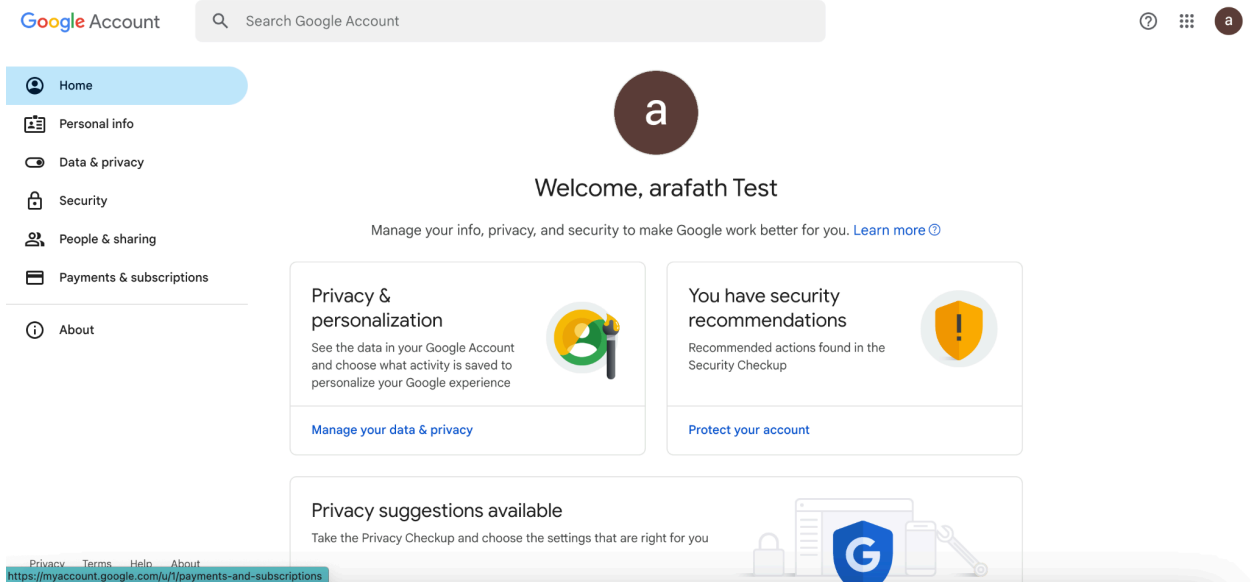 Google Account
Search Google Account
a
Home
Personal info
Data & privacy
Security
People & sharing
Payments & subscriptions
About
a
Welcome, arafath Test
Manage your info, privacy, and security to make Google work better for you. Learn more
Privacy &
personalization
See the data in your Google Account
and choose what activity is saved to
personalize your Google experience
Manage your data & privacy
You have security
recommendations
Recommended actions found in the
Security Checkup
Protect your account
Privacy suggestions available
Take the Privacy Checkup and choose the settings that are right for you
G
Privacy Terms Help About
https://myaccount.google.com/u/1/payments-and-subscriptions